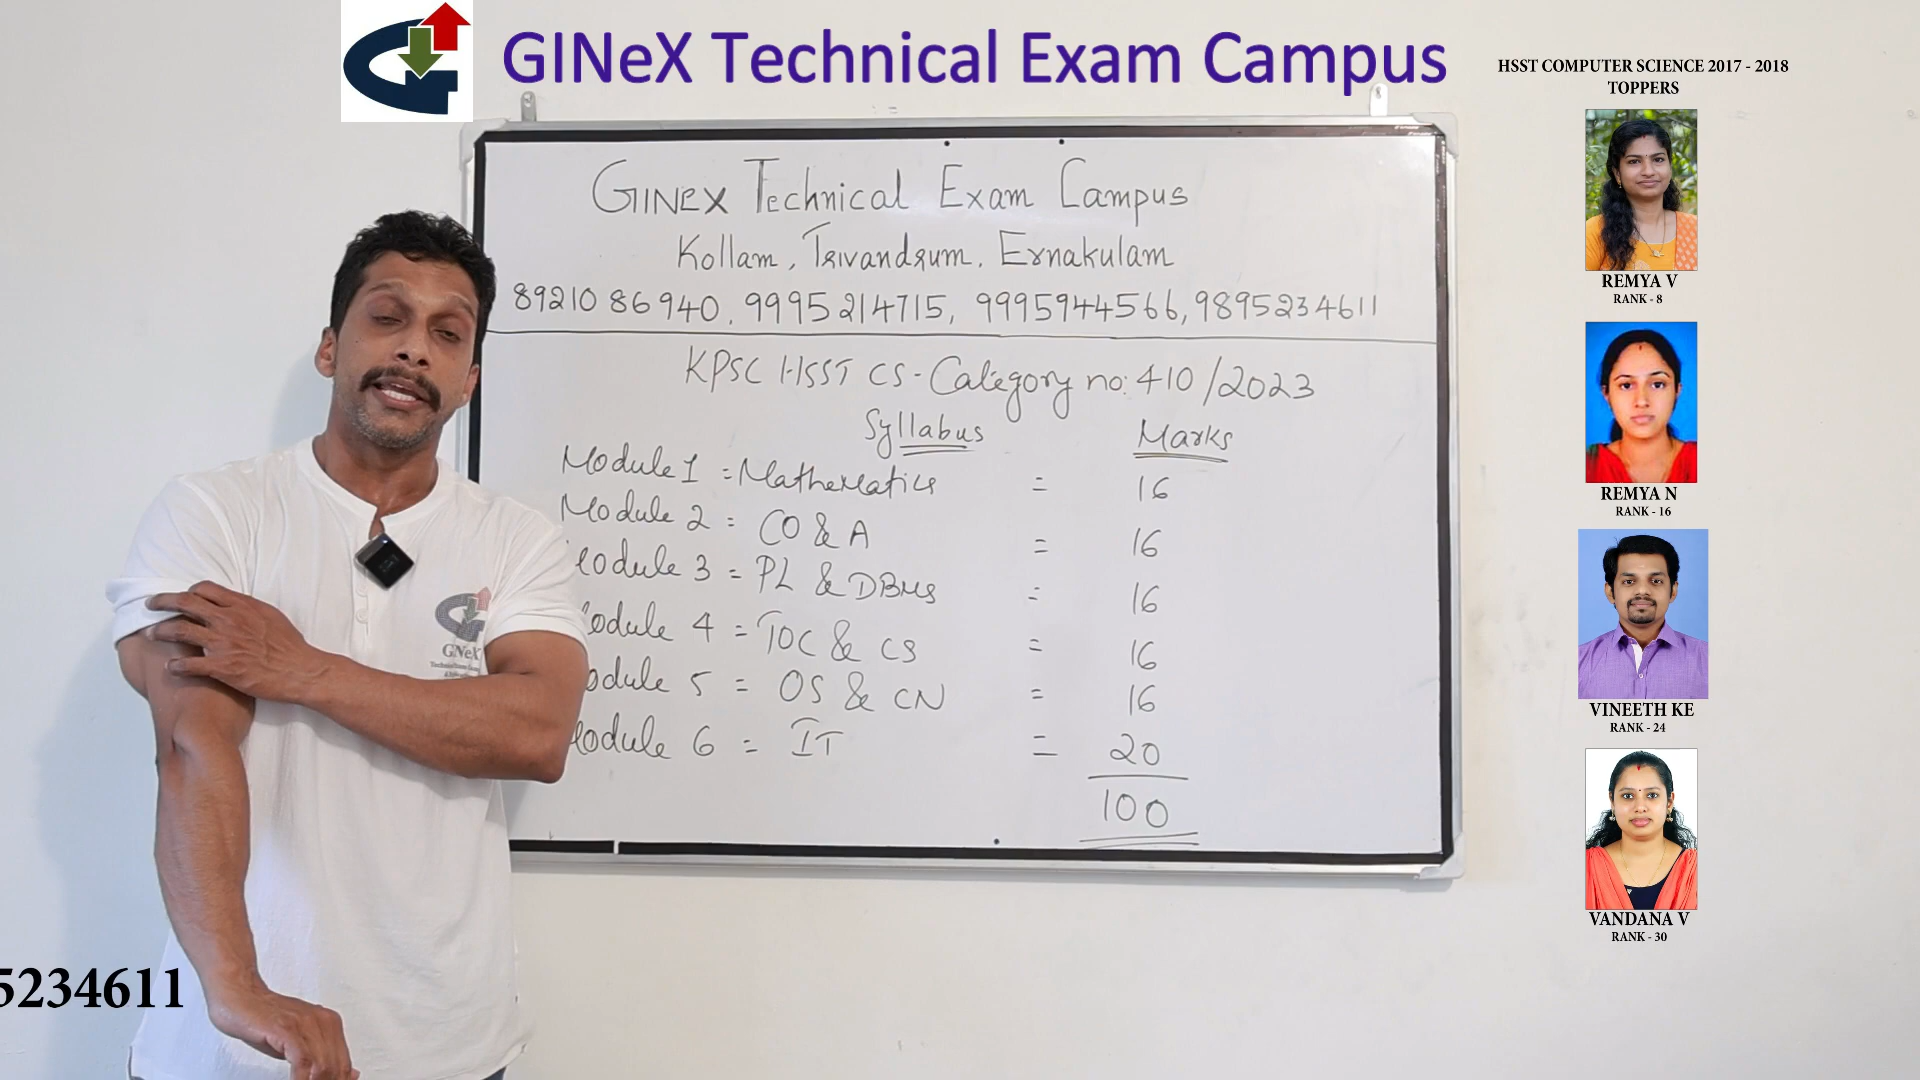 GINeX Technical Exam Campus
HSST COMPUTER SCIENCE 2017 - 2018
TOPPERS
REMYA V
RANK - 8
REMYA N
RANK - 16
VINEETH KE
RANK - 24
VANDANA V
RANK - 30
GINEX Technical Exam Campus
Kollam, Trivandrum, Ernakulam
89210 86940, 9995214715, 9995944566, 9895234611
KPSC HSST CS - Category no: 410/2023
Syllabus Marks
Module 1 = Mathematics = 16
Module 2 = CO & A = 16
odule 3 = PL & DBMS = 16
odule 4 = TOC & CS = 16
odule 5 = OS & CN = 16
odule 6 = IT = 20
100
GINeX
5234611